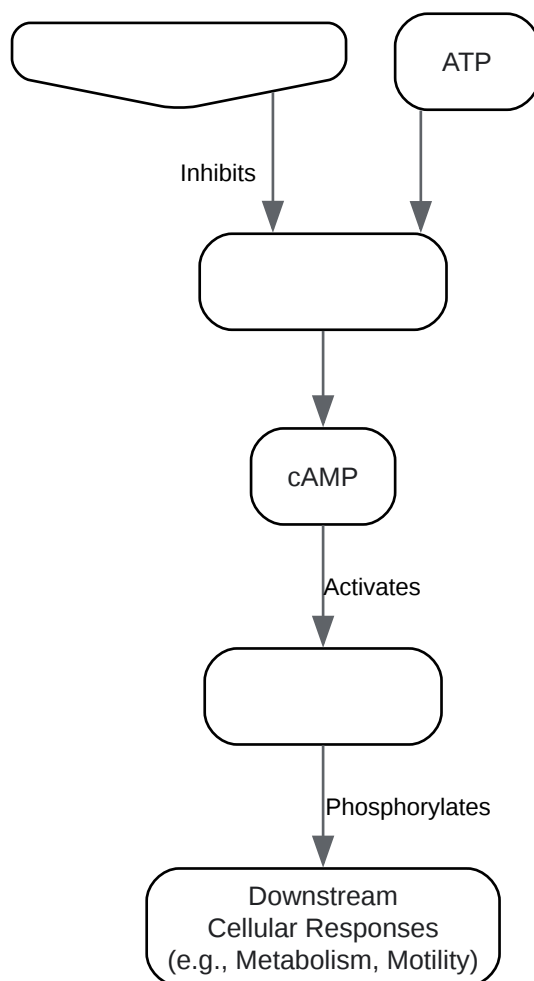 ATP
Inhibits
cAMP
Activates
Phosphorylates
Downstream
Cellular Responses
(e.g., Metabolism, Motility)